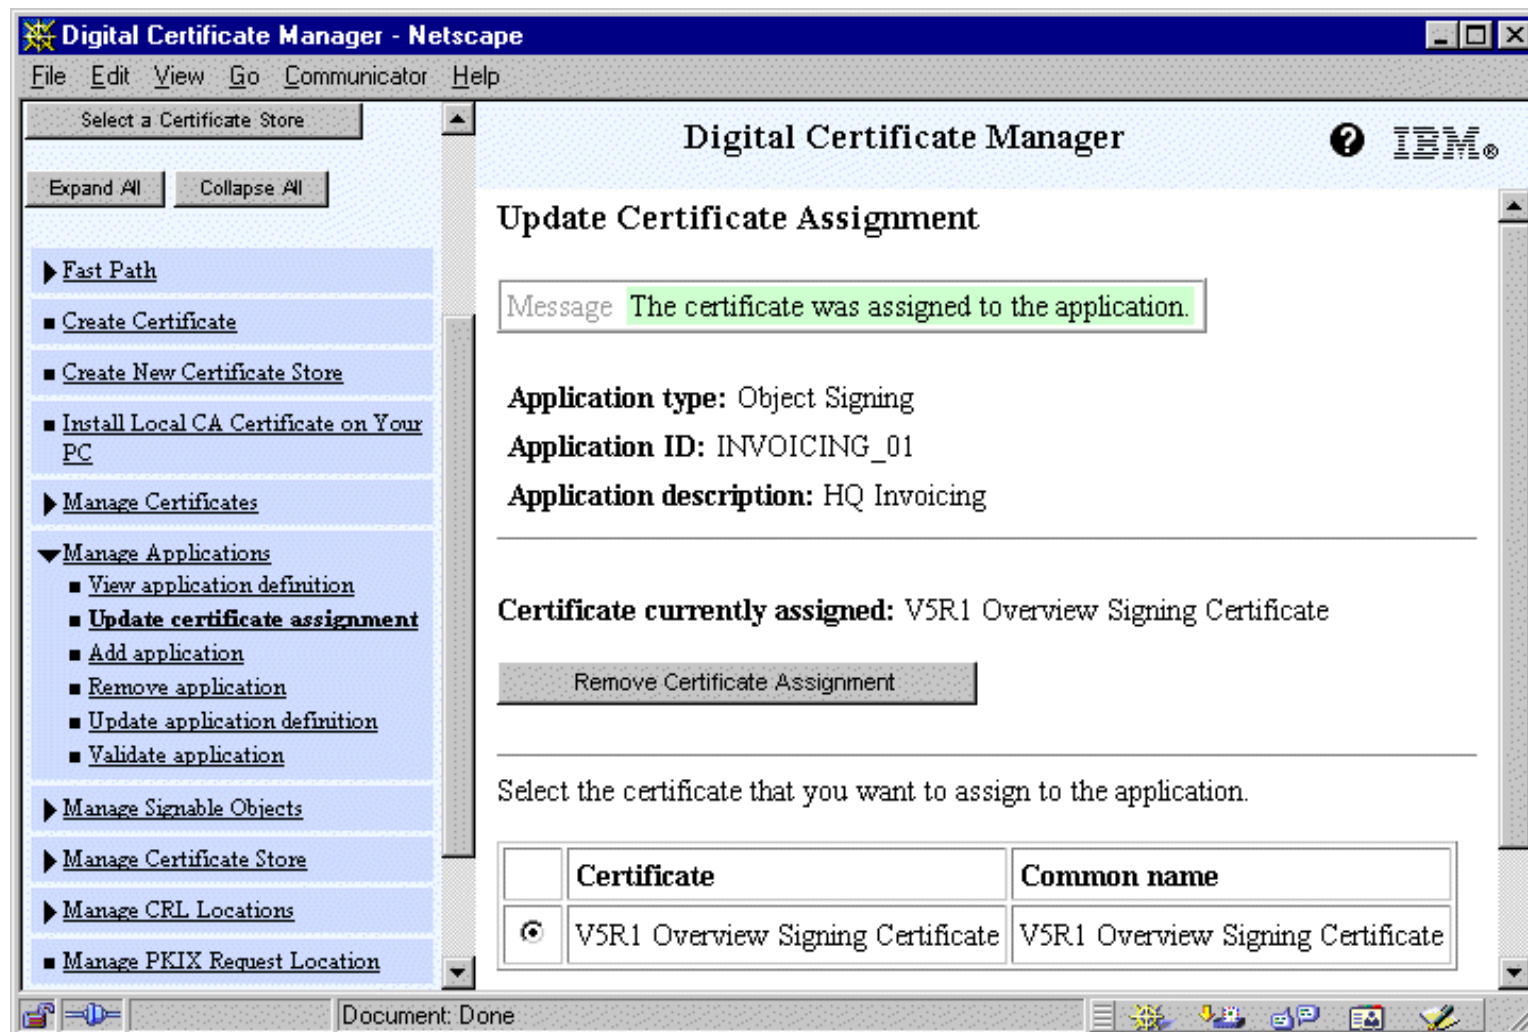 Digital Certificate Manager - Netscape
File Edit View Go Communicator Help
Select a Certificate Store
Expand All Collapse All
Fast Path
Create Certificate
Create New Certificate Store
Install Local CA Certificate on Your
PC
Manage Certificates
Manage Applications
View application definition
Update certificate assignment
Add application
Remove application
Update application definition
Validate application
Manage Signable Objects
Manage Certificate Store
Manage CRL Locations
Manage PKIX Request Location
Digital Certificate Manager ? IBM®
Update Certificate Assignment
Message The certificate was assigned to the application.
Application type: Object Signing
Application ID: INVOICING_01
Application description: HQ Invoicing
Certificate currently assigned: V5R1 Overview Signing Certificate
Remove Certificate Assignment
Select the certificate that you want to assign to the application.
Certificate Common name
V5R1 Overview Signing Certificate V5R1 Overview Signing Certificate
Document: Done